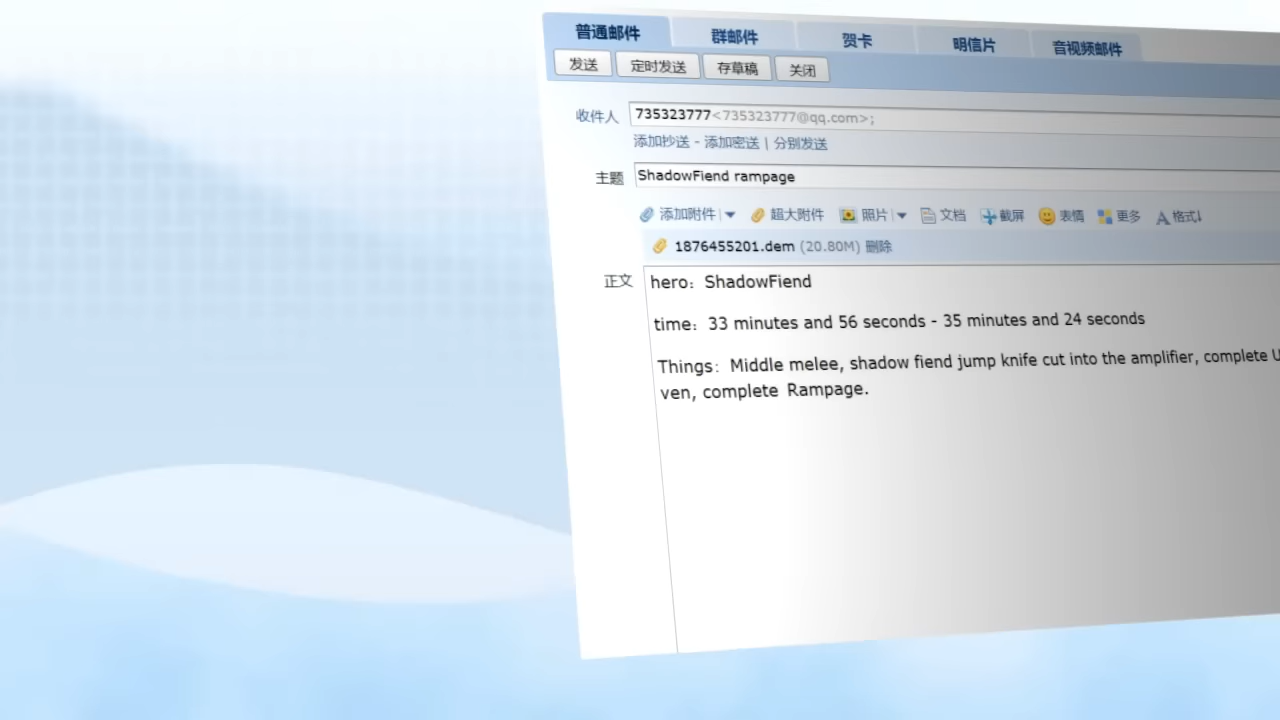 普通邮件 群邮件 贺卡 明信片 音视频邮件
发送 定时发送 存草稿 关闭
收件人 735323777<735323777@qq.com>;
添加抄送 - 添加密送 | 分别发送
主题 ShadowFiend rampage
添加附件 | 超大附件 照片 | 文档 截屏 表情 更多 格式↓
1876455201.dem (20.80M) 删除
正文 hero：ShadowFiend
time：33 minutes and 56 seconds - 35 minutes and 24 seconds
Things：Middle melee, shadow fiend jump knife cut into the amplifier, complete U
ven, complete Rampage.